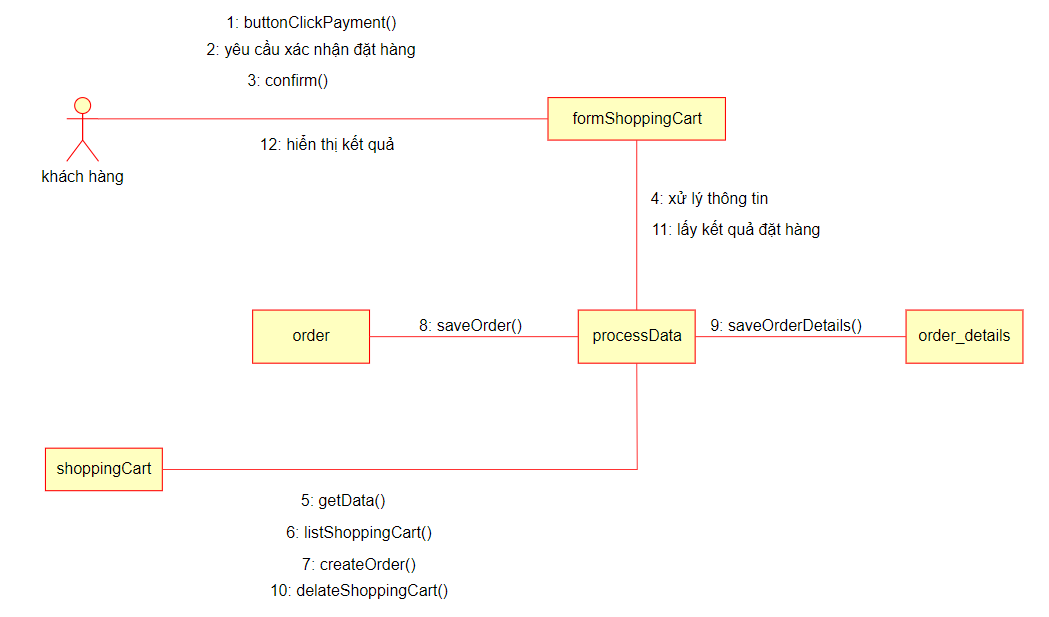 1: buttonClickPayment()
2: yêu cầu xác nhận đặt hàng
3: confirm()
formShoppingCart
12: hiển thị kết quả
khách hàng
4: xử lý thông tin
11: lấy kết quả đặt hàng
order
8: saveOrder()
processData
9: saveOrderDetails()
order_details
shoppingCart
5: getData()
6: listShoppingCart()
7: createOrder()
10: delateShoppingCart()